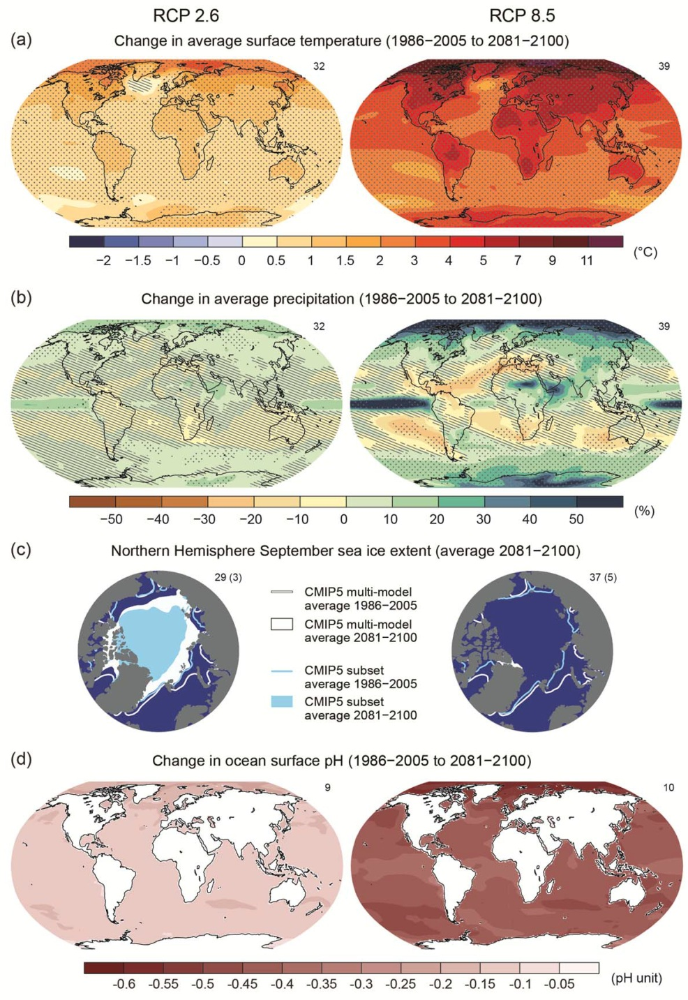 RCP 2.6 RCP 8.5
(a) Change in average surface temperature (1986−2005 to 2081−2100)
32 39
−2 −1.5 −1 −0.5 0 0.5 1 1.5 2 3 4 5 7 9 11 (°C)
(b) Change in average precipitation (1986−2005 to 2081−2100)
32 39
−50 −40 −30 −20 −10 0 10 20 30 40 50 (%)
(c) Northern Hemisphere September sea ice extent (average 2081−2100)
29 (3) 37 (5)
CMIP5 multi-model
average 1986−2005
CMIP5 multi-model
average 2081−2100
CMIP5 subset
average 1986−2005
CMIP5 subset
average 2081−2100
(d) Change in ocean surface pH (1986−2005 to 2081−2100)
9 10
-0.6 -0.55 -0.5 -0.45 -0.4 -0.35 -0.3 -0.25 -0.2 -0.15 -0.1 -0.05 (pH unit)